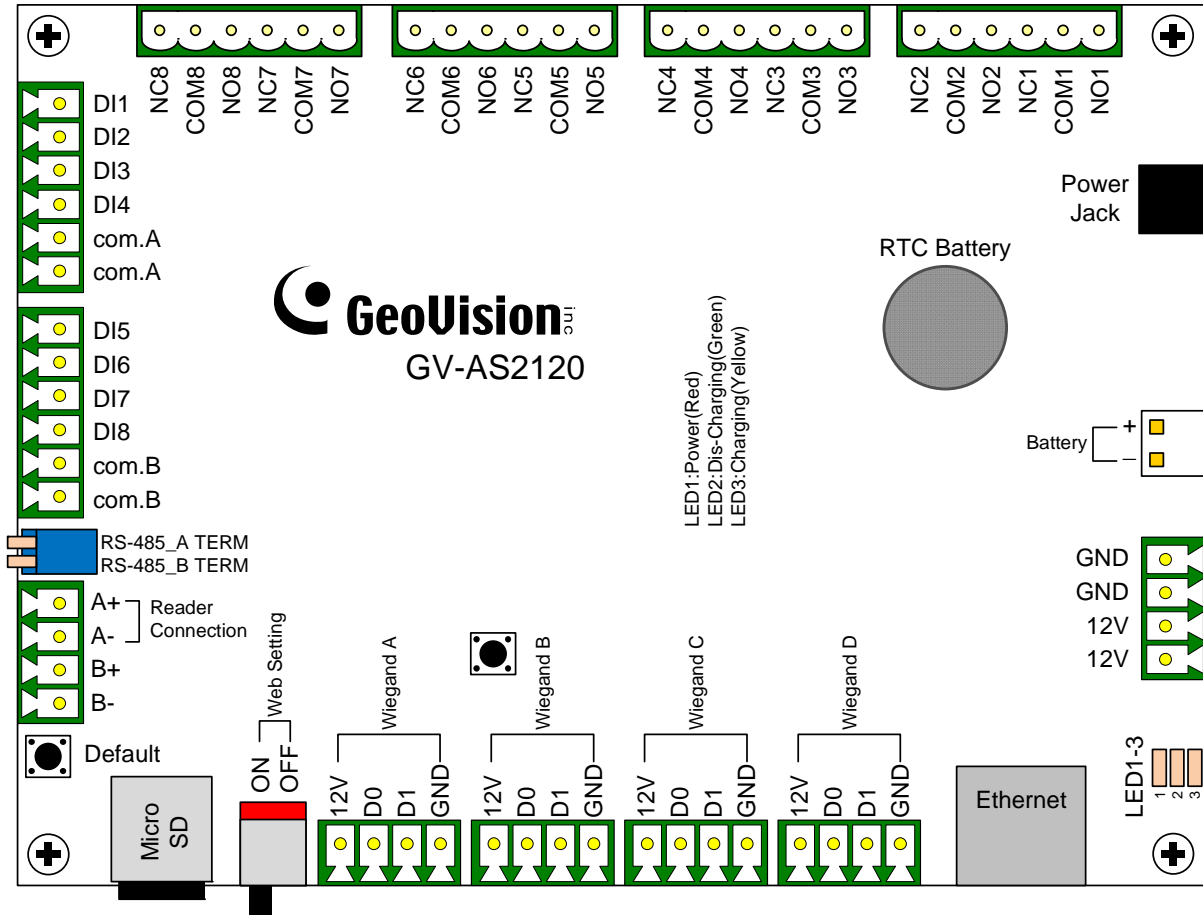 NC8
COM8
NO8
NC7
COM7
NO7
NC6
COM6
NO6
NC5
COM5
NO5
NC4
COM4
NO4
NC3
COM3
NO3
NC2
COM2
NO2
NC1
COM1
NO1
DI1
DI2
DI3
DI4
com.A
com.A
DI5
DI6
DI7
DI8
com.B
com.B
RS-485_A TERM
RS-485_B TERM
A+
A-
B+
B-
Reader
Connection
Default
GeoVision inc
GV-AS2120
LED1:Power(Red)
LED2:Dis-Charging(Green)
LED3:Charging(Yellow)
Power
Jack
RTC Battery
Battery
+
–
GND
GND
12V
12V
Web Setting
ON
OFF
Wiegand A
12V
D0
D1
GND
Wiegand B
12V
D0
D1
GND
Wiegand C
12V
D0
D1
GND
Wiegand D
12V
D0
D1
GND
Micro
SD
Ethernet
LED1-3
1
2
3